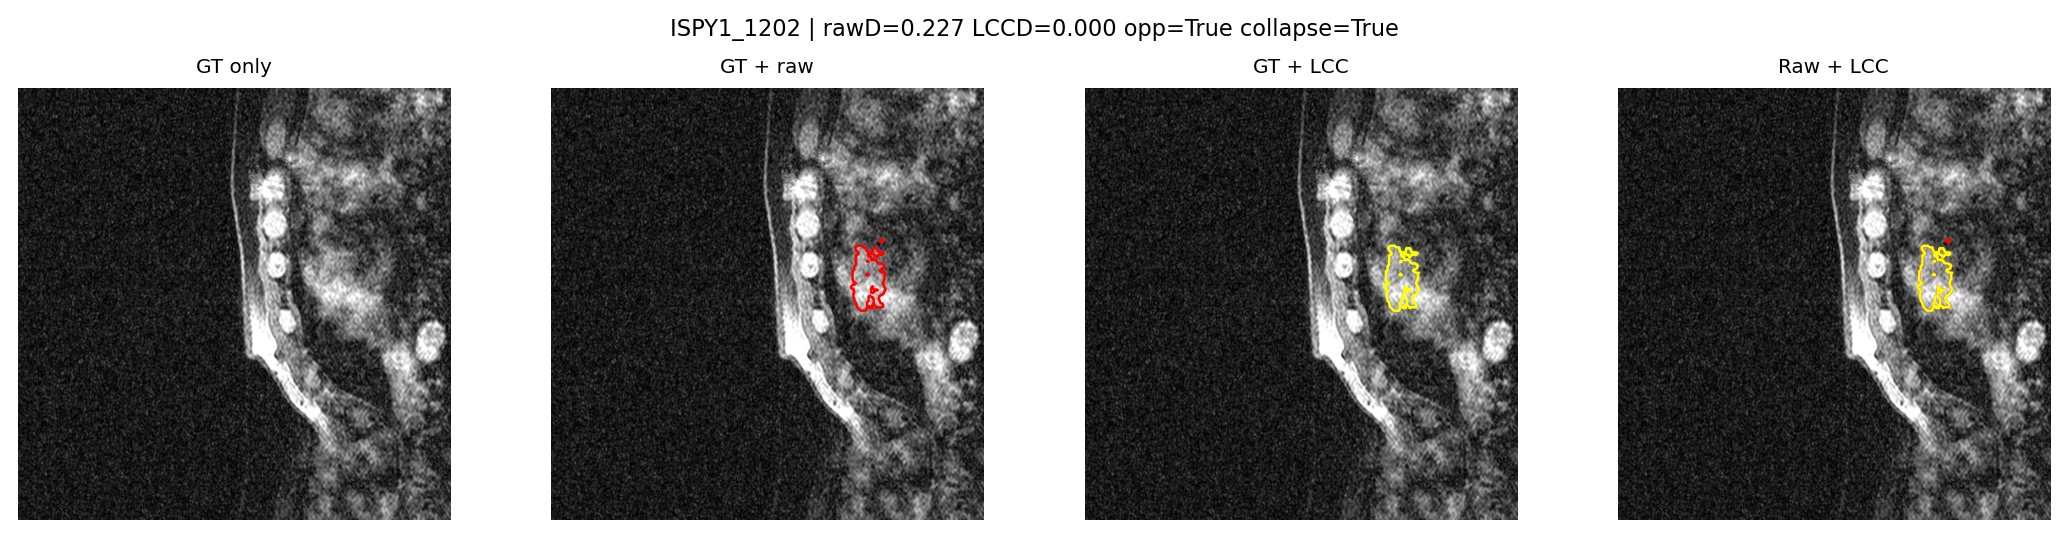 ISPY1_1202 | rawD=0.227 LCCD=0.000 opp=True collapse=True
GT only
GT + raw
GT + LCC
Raw + LCC